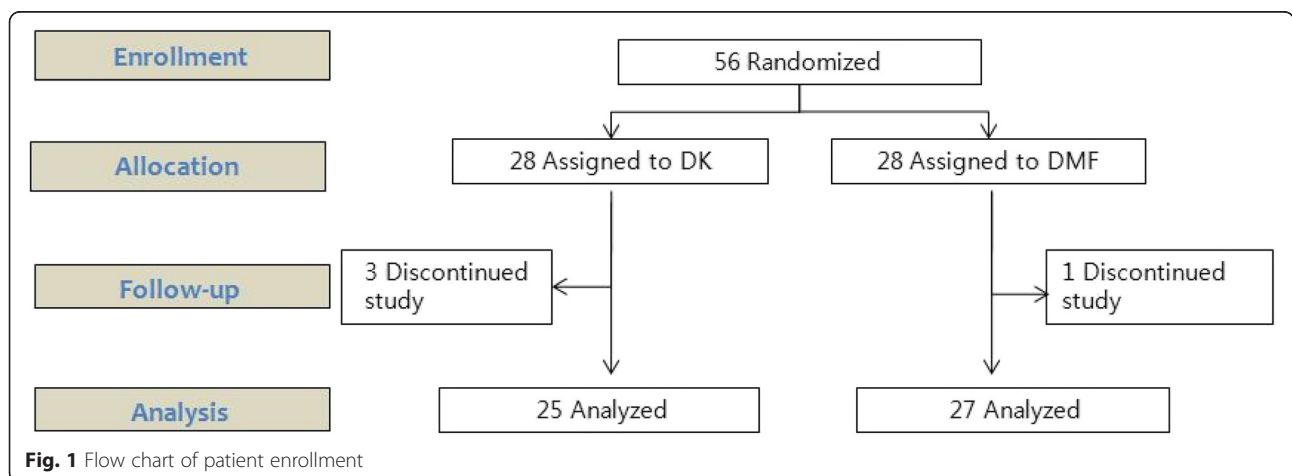 Enrollment
56 Randomized
Allocation
28 Assigned to DK
28 Assigned to DMF
Follow-up
3 Discontinued
study
1 Discontinued
study
Analysis
25 Analyzed
27 Analyzed
Fig. 1 Flow chart of patient enrollment